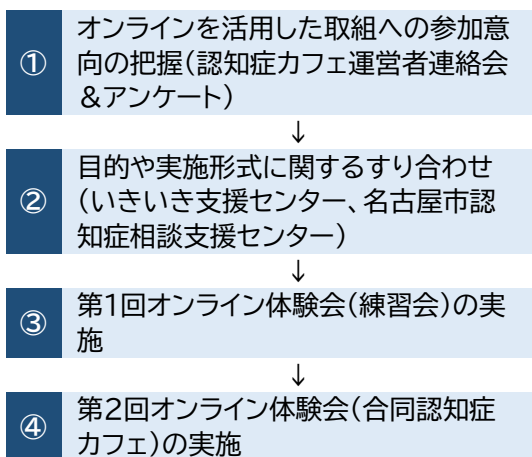 ① オンラインを活用した取組への参加意
向の把握(認知症カフェ運営者連絡会
&アンケート)
↓
② 目的や実施形式に関するすり合わせ
(いきいき支援センター、名古屋市認
知症相談支援センター)
↓
③ 第1回オンライン体験会(練習会)の実
施
↓
④ 第2回オンライン体験会(合同認知症
カフェ)の実施